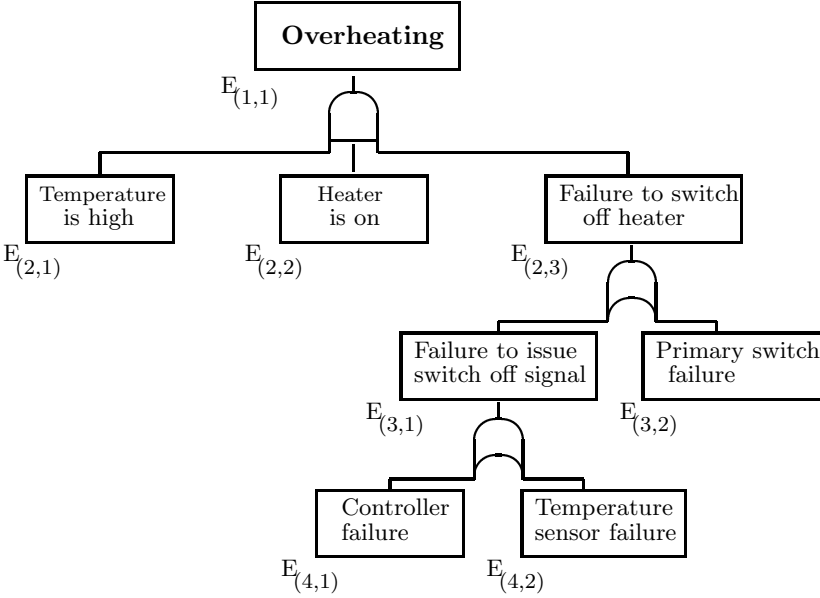 Overheating
E(1,1)
Temperature
is high
Heater
is on
Failure to switch
off heater
E(2,1)
E(2,2)
E(2,3)
Failure to issue
switch off signal
Primary switch
failure
E(3,1)
E(3,2)
Controller
failure
Temperature
sensor failure
E(4,1)
E(4,2)